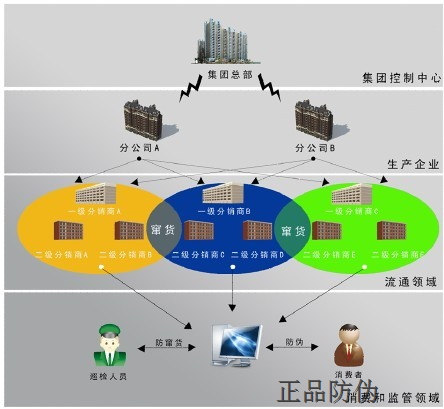 集团总部
集团控制中心
分公司A
分公司B
生产企业
一级分销商A
一级分销商B
一级分销商C
窜货
窜货
二级分销商A
二级分销商B
二级分销商C
二级分销商D
二级分销商E
二级分销商F
流通领域
防窜货
防伪
巡检人员
消费者
消费和监管领域
正品防伪